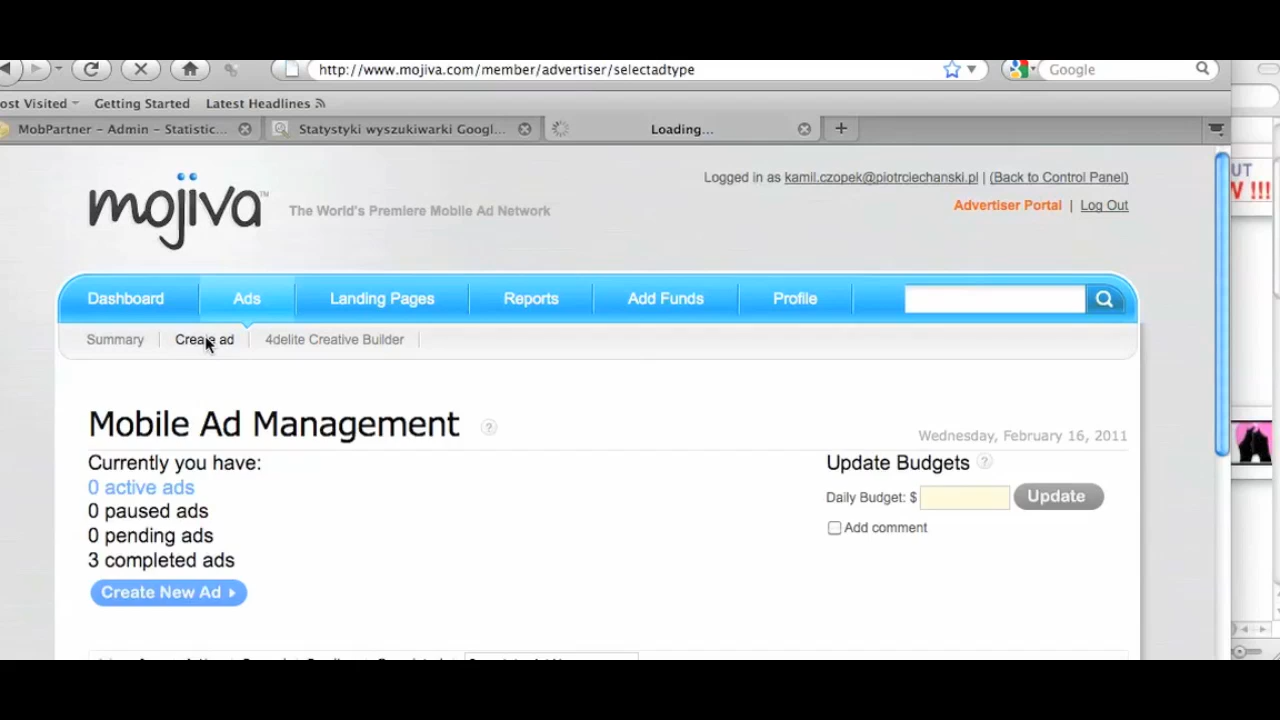 http://www.mojiva.com/member/advertiser/selectadtype
Google
ost Visited
Getting Started
Latest Headlines
MobPartner - Admin - Statistic...
Statystyki wyszukiwarki Googl...
Loading...
+
mojiva™
The World's Premiere Mobile Ad Network
Logged in as kamil.czopek@piotrciechanski.pl | (Back to Control Panel)
Advertiser Portal | Log Out
UT
!!!
Dashboard
Ads
Landing Pages
Reports
Add Funds
Profile
Summary
Create ad
4delite Creative Builder
Mobile Ad Management ?
Wednesday, February 16, 2011
Currently you have:
0 active ads
0 paused ads
0 pending ads
3 completed ads
Create New Ad
Update Budgets ?
Daily Budget: $
Update
Add comment